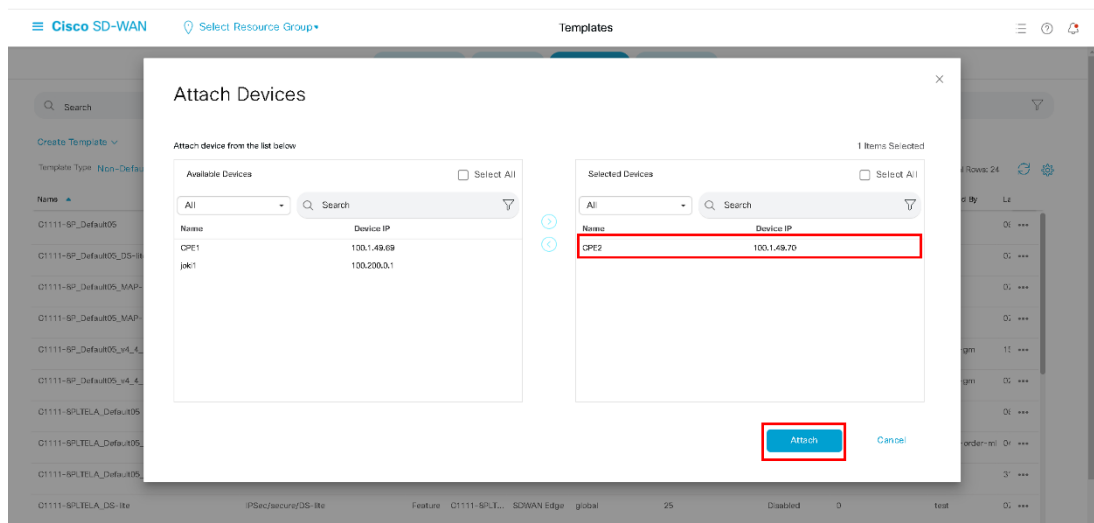 Cisco SD-WAN
Select Resource Group
Templates
Search
Create Template
Template Type Non-Defau
Rows: 24
Name
d By
C1111-8P_Default05
Attach Devices
Attach device from the list below
1 Items Selected
Available Devices
Select All
Selected Devices
Select All
All
Search
All
Search
Name Device IP
Name Device IP
CPE1 100.1.49.69
CPE2 100.1.49.70
joki1 100.200.0.1
C1111-8P_Default05_DS-lit
C1111-8P_Default05_MAP-
C1111-8P_Default05_MAP-
C1111-8P_Default05_v4_4_
-gm
C1111-8P_Default05_v4_4_
-gm
C1111-8PLTELA_Default05
C1111-8PLTELA_Default05_
-order-mi
C1111-8PLTELA_Default05_
Attach
Cancel
C1111-8PLTELA_DS-lite IPSec/secure/DS-lite Feature C1111-8PLT... SDWAN Edge global 25 Disabled 0 test